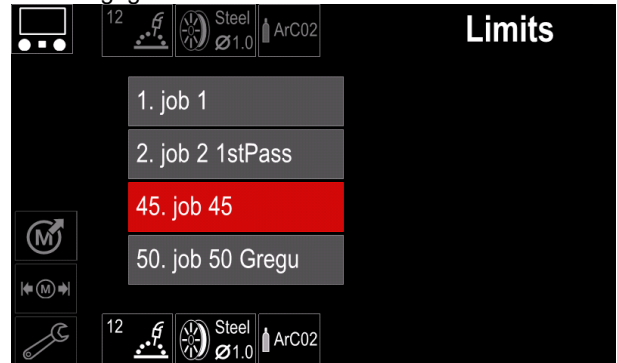 12
Steel
ø1.0
ArC02
Limits
1. job 1
2. job 2 1stPass
45. job 45
50. job 50 Gregu
M
M
12
Steel
ø1.0
ArC02